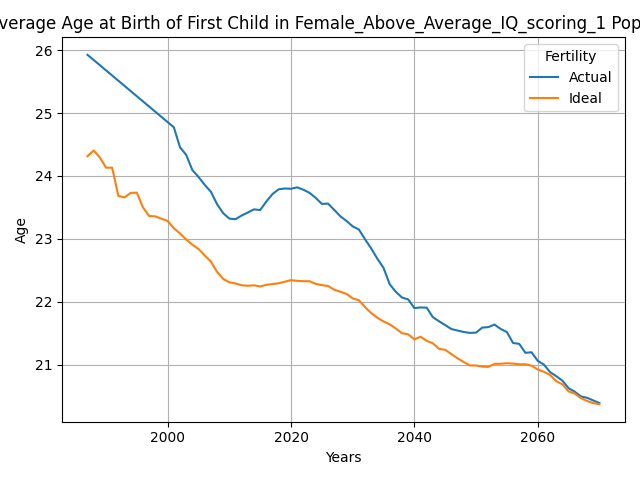 verage Age at Birth of First Child in Female_Above_Average_IQ_scoring_1 Pop
Fertility
Actual
Ideal
Age
26
25
24
23
22
21
2000 2020 2040 2060
Years